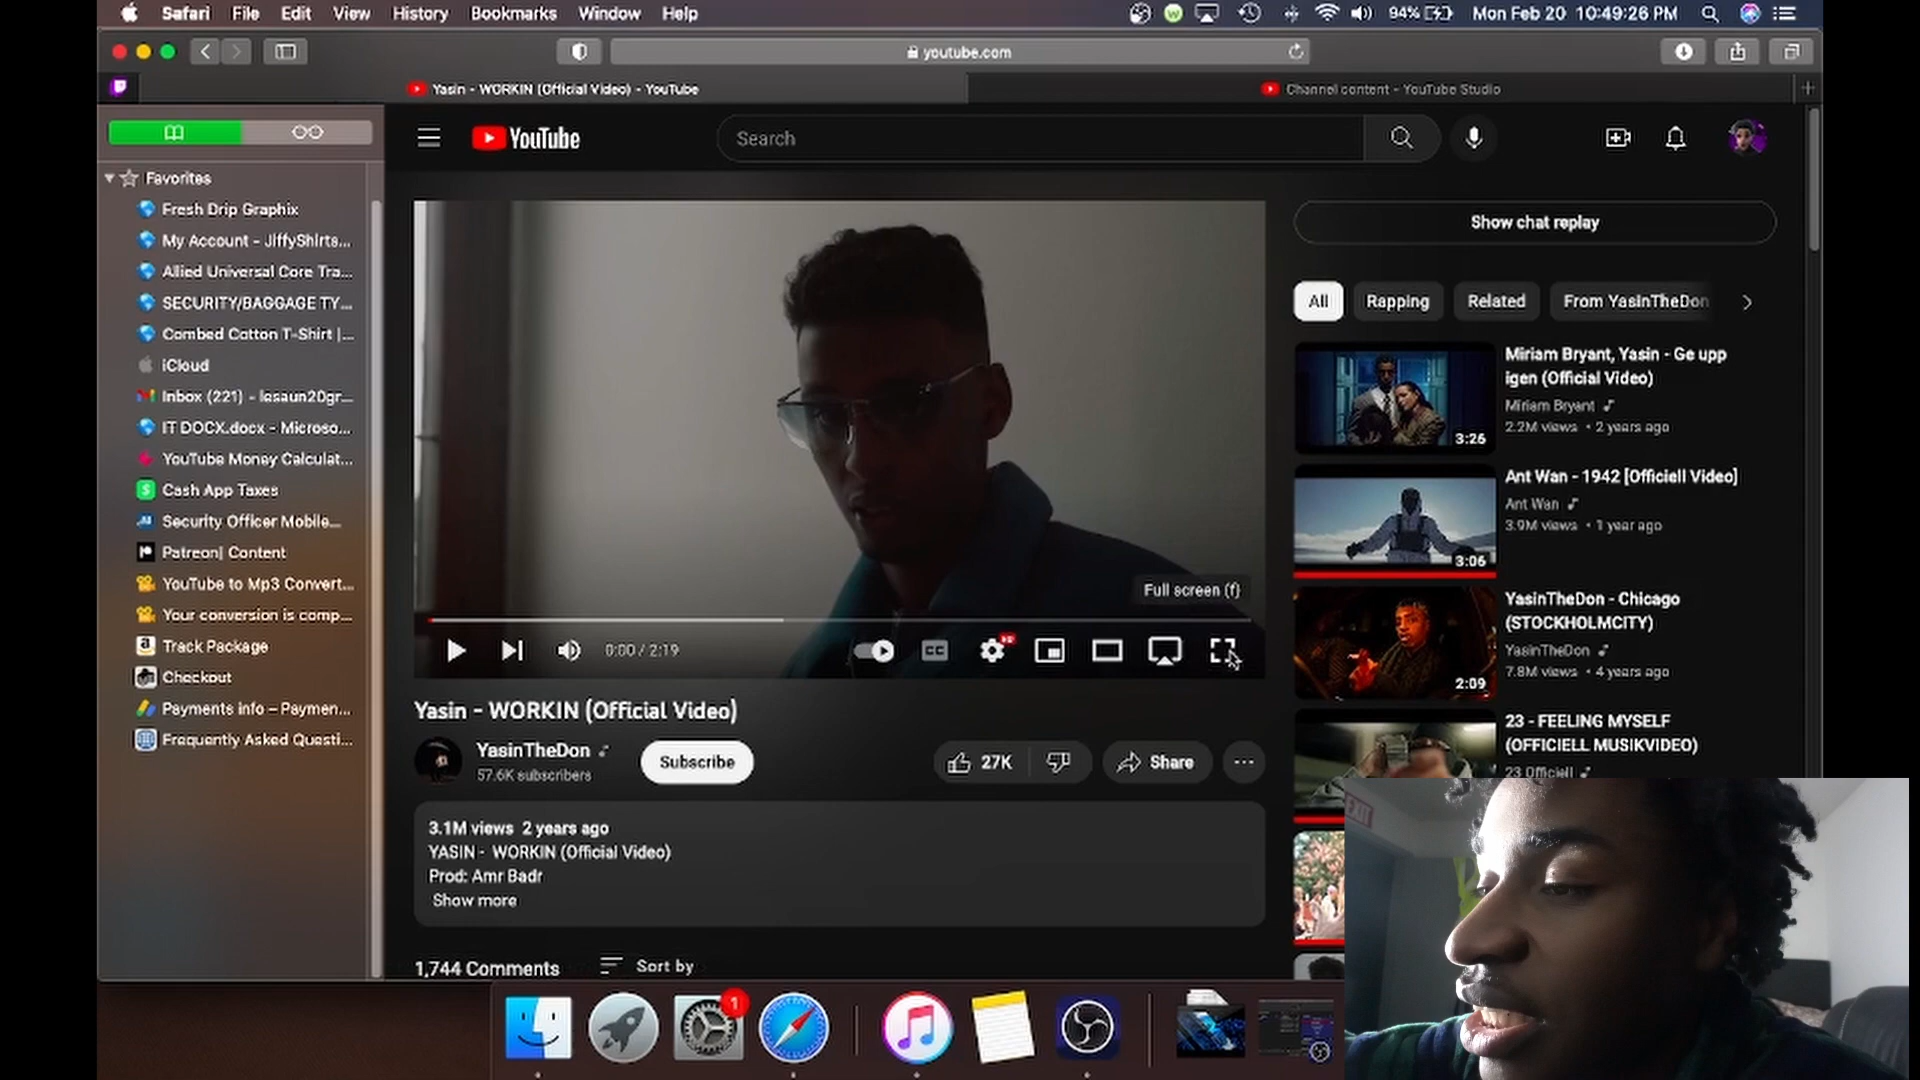 Safari File Edit View History Bookmarks Window Help
94% Mon Feb 20 10:49:26 PM
youtube.com
Yasin - WORKIN (Official Video) - YouTube
Channel content - YouTube Studio
Favorites
Fresh Drip Graphix
My Account - JiffyShirts...
Allied Universal Core Tra...
SECURITY/BAGGAGE TY...
Combed Cotton T-Shirt |...
iCloud
Inbox (221) - lesaun20gr...
IT DOCX.docx - Microso...
YouTube Money Calculat...
Cash App Taxes
Security Officer Mobile...
Patreon| Content
YouTube to Mp3 Convert...
Your conversion is comp...
Track Package
Checkout
Payments info – Paymen...
Frequently Asked Questi...
YouTube
Search
Full screen (f)
0:00 / 2:19
CC
HD
Yasin - WORKIN (Official Video)
YasinTheDon
57.6K subscribers
Subscribe
27K
Share
3.1M views 2 years ago
YASIN - WORKIN (Official Video)
Prod: Amr Badr
Show more
1,744 Comments
Sort by
Show chat replay
All
Rapping
Related
From YasinTheDon
Miriam Bryant, Yasin - Ge upp
igen (Official Video)
Miriam Bryant
2.2M views • 2 years ago
3:26
Ant Wan - 1942 [Officiell Video]
Ant Wan
3.9M views • 1 year ago
3:06
YasinTheDon - Chicago
(STOCKHOLMCITY)
YasinTheDon
7.8M views • 4 years ago
2:09
23 - FEELING MYSELF
(OFFICIELL MUSIKVIDEO)
23 Officiell
EXIT
1